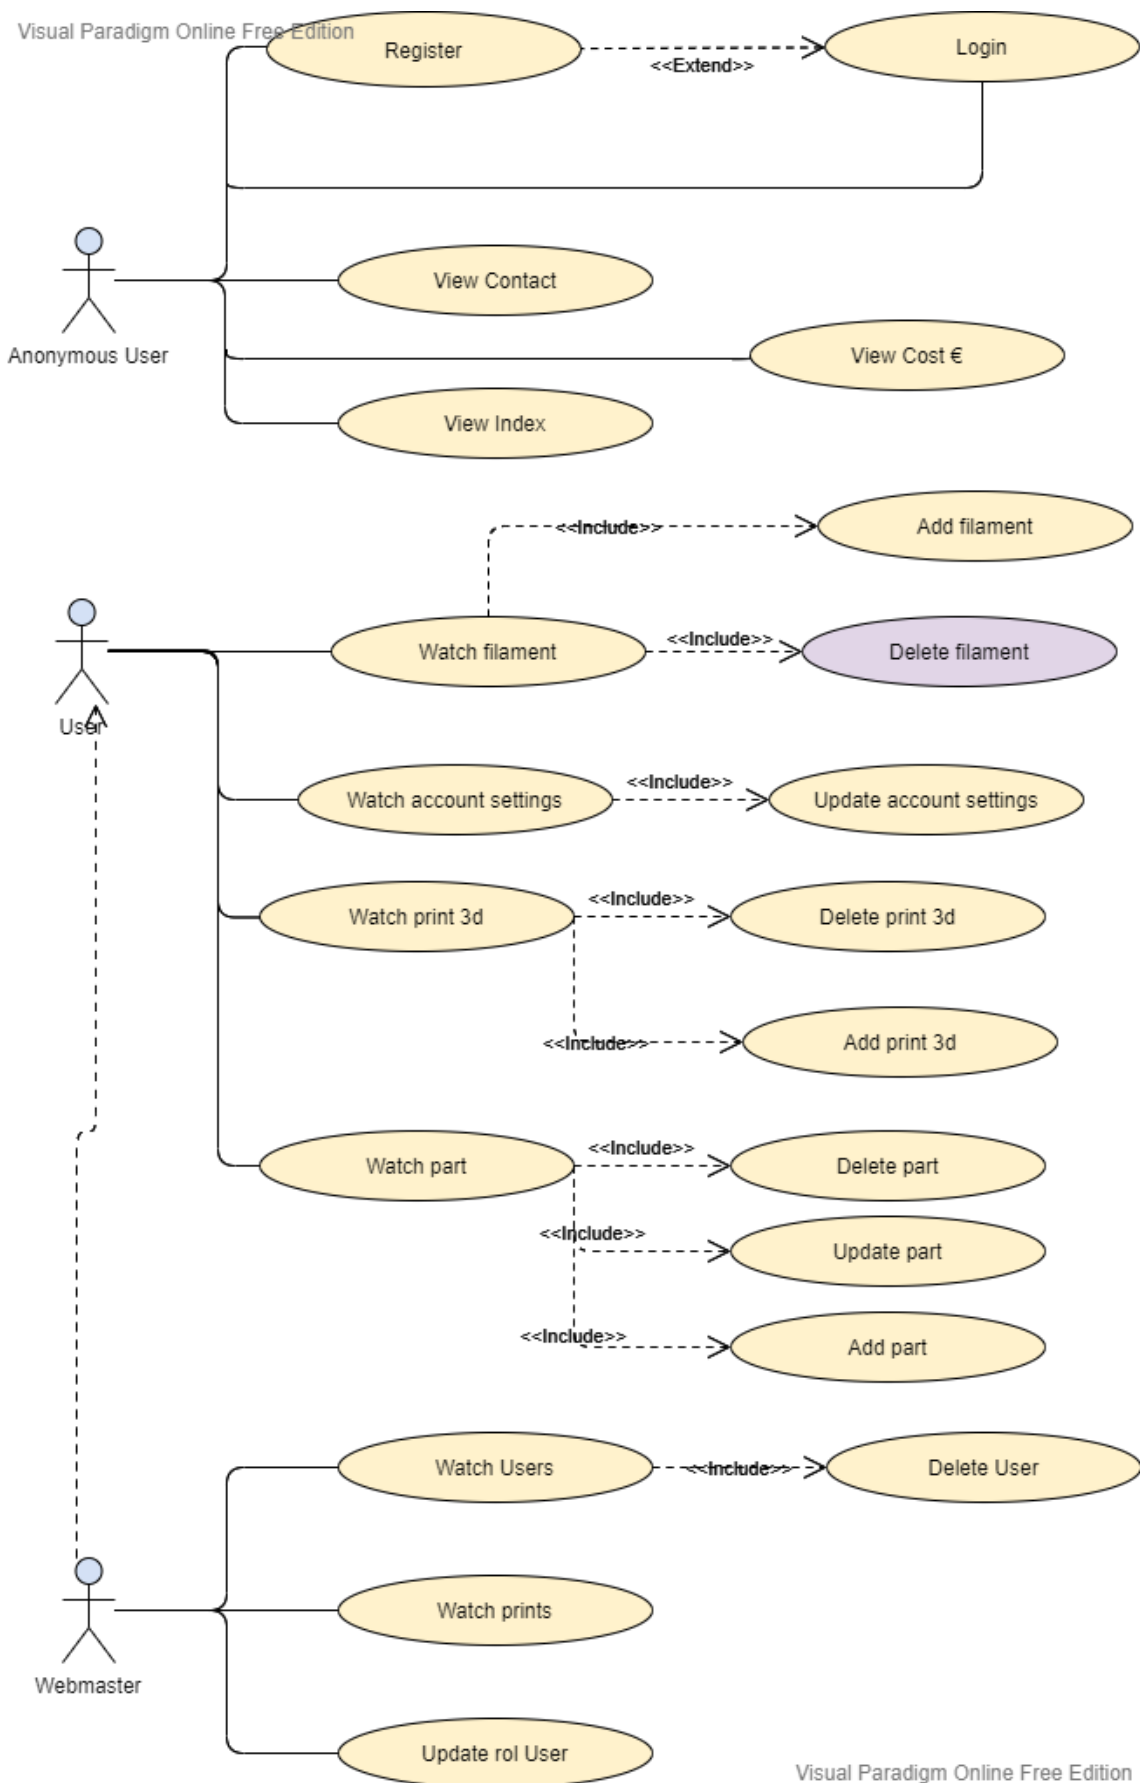 Visual Paradigm Online Free Edition
Register
<<Extend>>
Login
View Contact
Anonymous User
View Cost €
View Index
<<Include>>
Add filament
Watch filament
<<Include>>
Delete filament
User
Watch account settings
<<Include>>
Update account settings
Watch print 3d
<<Include>>
Delete print 3d
<<Include>>
Add print 3d
Watch part
<<Include>>
Delete part
<<Include>>
Update part
<<Include>>
Add part
Watch Users
<<Include>>
Delete User
Watch prints
Webmaster
Update rol User
Visual Paradigm Online Free Edition